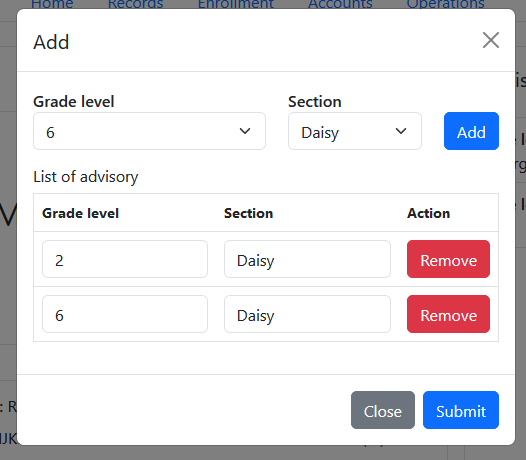 Home Records Enrollment Accounts Operations
Add
Grade level Section
6 Daisy Add
List of advisory
Grade level Section Action
2 Daisy Remove
6 Daisy Remove
Close Submit